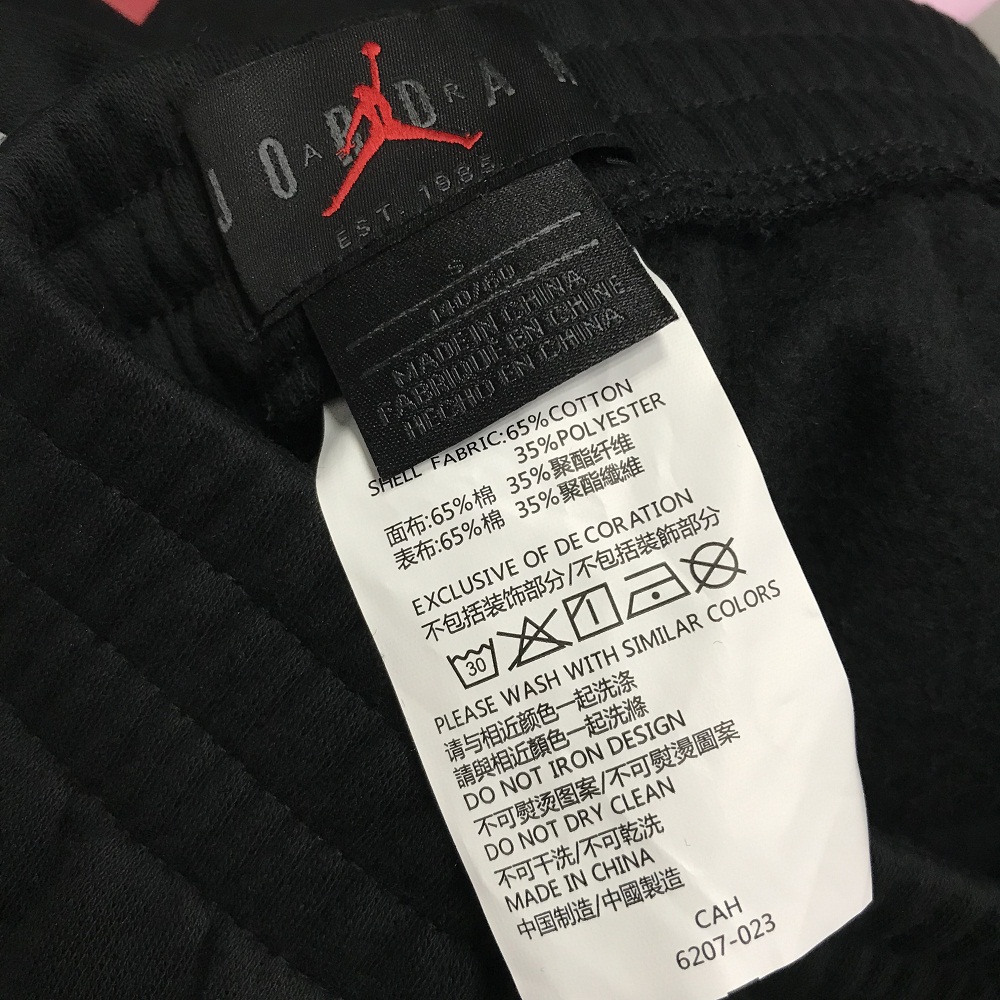 JORDAN
AIR
EST. 1985
S
140/60
MADE IN CHINA
FABRIQUE EN CHINE
HECHO EN CHINA
SHELL FABRIC:65%COTTON
35%POLYESTER
面布:65%棉 35%聚酯纤维
表布:65%棉 35%聚酯纖維
EXCLUSIVE OF DECORATION
不包括装饰部分/不包括裝飾部分
30
PLEASE WASH WITH SIMILAR COLORS
请与相近颜色一起洗涤
請與相近顏色一起洗滌
DO NOT IRON DESIGN
不可熨烫图案/不可熨燙圖案
DO NOT DRY CLEAN
不可干洗/不可乾洗
MADE IN CHINA
中国制造/中國製造
CAH
6207-023